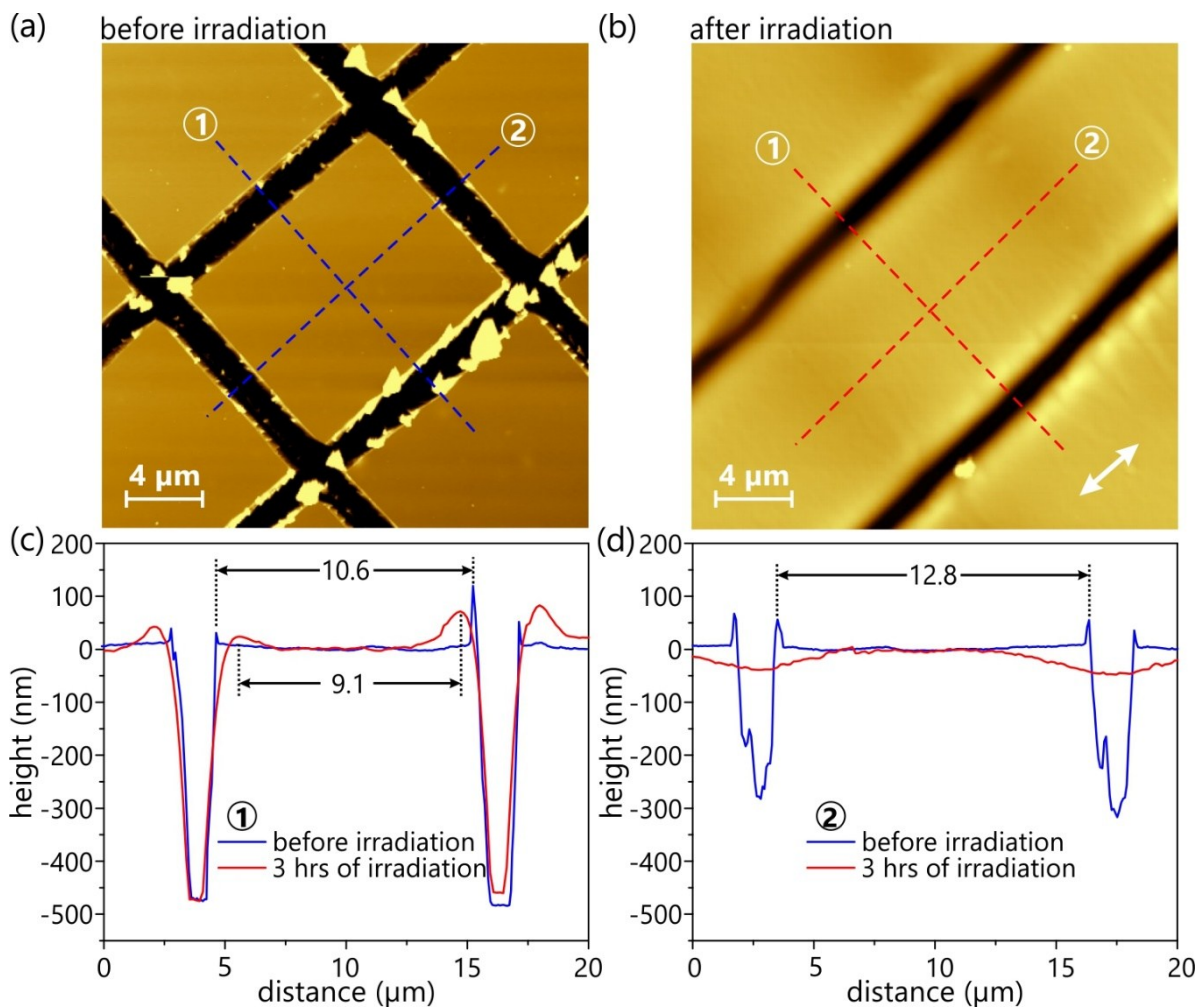 (a) before irradiation
① ②
4 µm
(b) after irradiation
① ②
4 µm
(c)
height (nm)
200
100
0
-100
-200
-300
-400
-500
10.6
9.1
①
before irradiation
3 hrs of irradiation
0 5 10 15 20
distance (µm)
(d)
height (nm)
200
100
0
-100
-200
-300
-400
-500
12.8
②
before irradiation
3 hrs of irradiation
0 5 10 15 20
distance (µm)